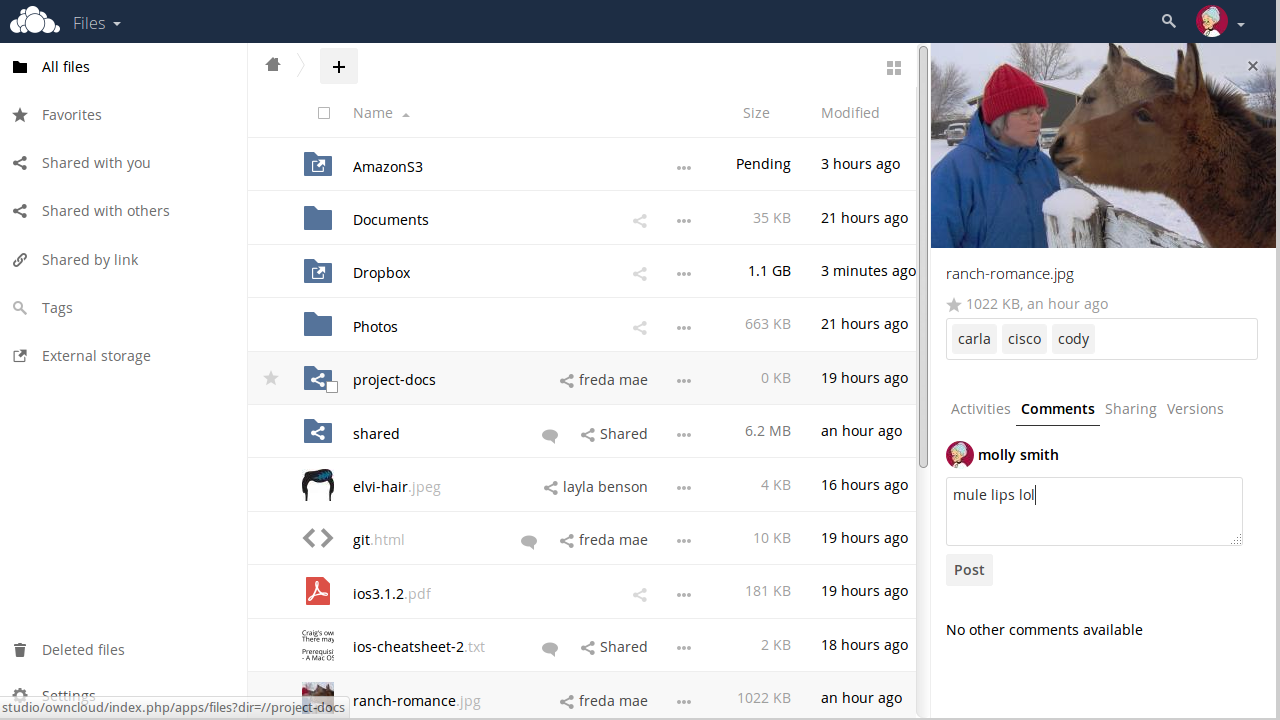 Files
All files
Favorites
Shared with you
Shared with others
Shared by link
Tags
External storage
Deleted files
Settings
studio/owncloud/index.php/apps/files?dir=//project-docs
+
Name Size Modified
AmazonS3 ••• Pending 3 hours ago
Documents ••• 35 KB 21 hours ago
Dropbox ••• 1.1 GB 3 minutes ago
Photos ••• 663 KB 21 hours ago
project-docs freda mae ••• 0 KB 19 hours ago
shared Shared ••• 6.2 MB an hour ago
elvi-hair.jpeg layla benson ••• 4 KB 16 hours ago
git.html freda mae ••• 10 KB 19 hours ago
ios3.1.2.pdf ••• 181 KB 19 hours ago
Craig's ow
There may
Prerequisi
- A Mac OS
ios-cheatsheet-2.txt Shared ••• 2 KB 18 hours ago
ranch-romance.jpg freda mae ••• 1022 KB an hour ago
ranch-romance.jpg
1022 KB, an hour ago
carla cisco cody
Activities Comments Sharing Versions
molly smith
mule lips lol
Post
No other comments available